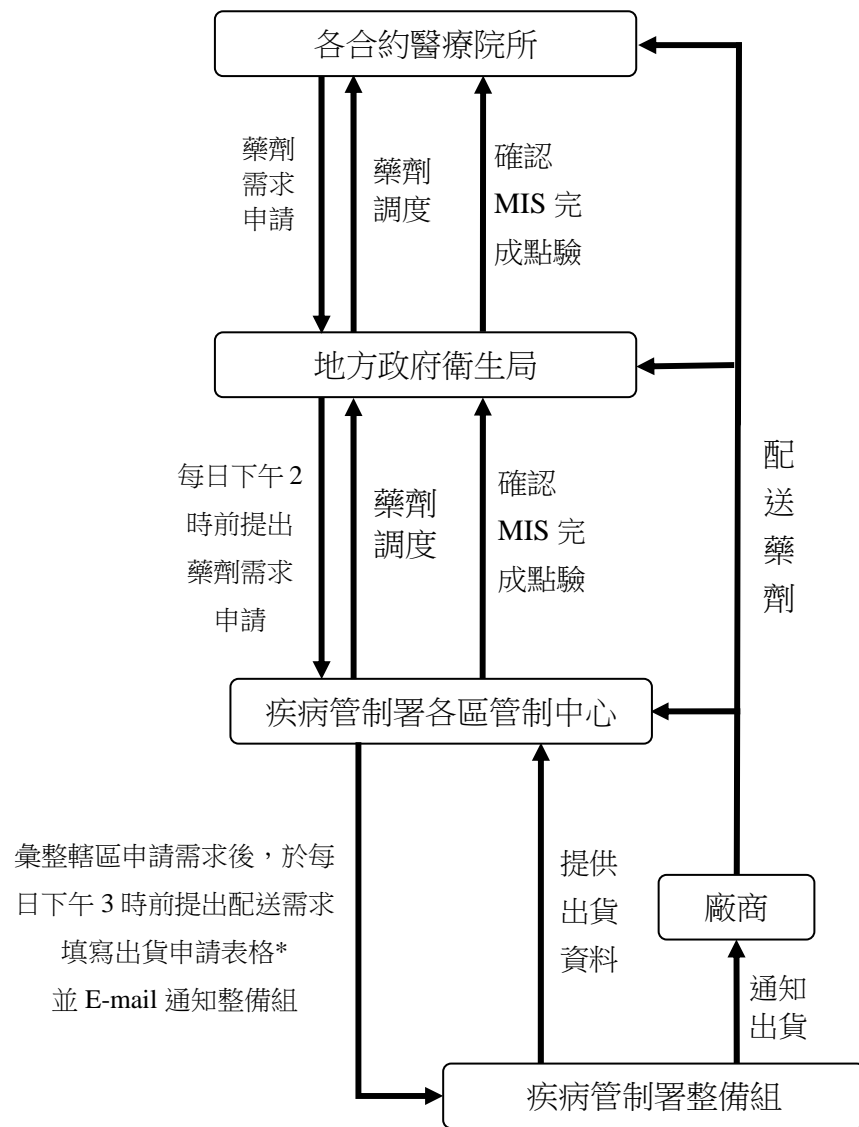 各合約醫療院所
藥劑
需求
申請
藥劑
調度
確認
MIS 完
成點驗
地方政府衛生局
每日下午 2
時前提出
藥劑需求
申請
藥劑
調度
確認
MIS 完
成點驗
配
送
藥
劑
疾病管制署各區管制中心
彙整轄區申請需求後，於每
日下午 3 時前提出配送需求
填寫出貨申請表格*
並 E-mail 通知整備組
提供
出貨
資料
廠商
通知
出貨
疾病管制署整備組